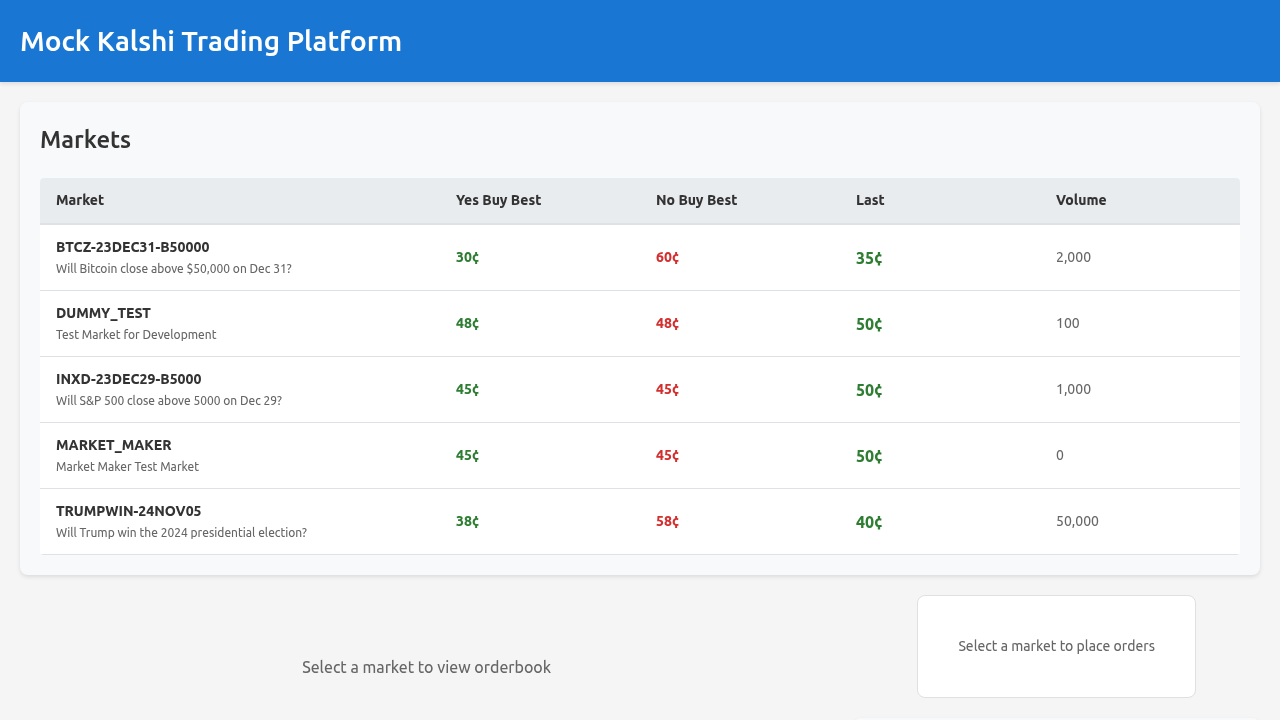 Mock Kalshi Trading Platform
Markets
Market Yes Buy Best No Buy Best Last Volume
BTCZ-23DEC31-B50000
Will Bitcoin close above $50,000 on Dec 31?
30¢ 60¢ 35¢ 2,000
DUMMY_TEST
Test Market for Development
48¢ 48¢ 50¢ 100
INXD-23DEC29-B5000
Will S&P 500 close above 5000 on Dec 29?
45¢ 45¢ 50¢ 1,000
MARKET_MAKER
Market Maker Test Market
45¢ 45¢ 50¢ 0
TRUMPWIN-24NOV05
Will Trump win the 2024 presidential election?
38¢ 58¢ 40¢ 50,000
Select a market to view orderbook
Select a market to place orders